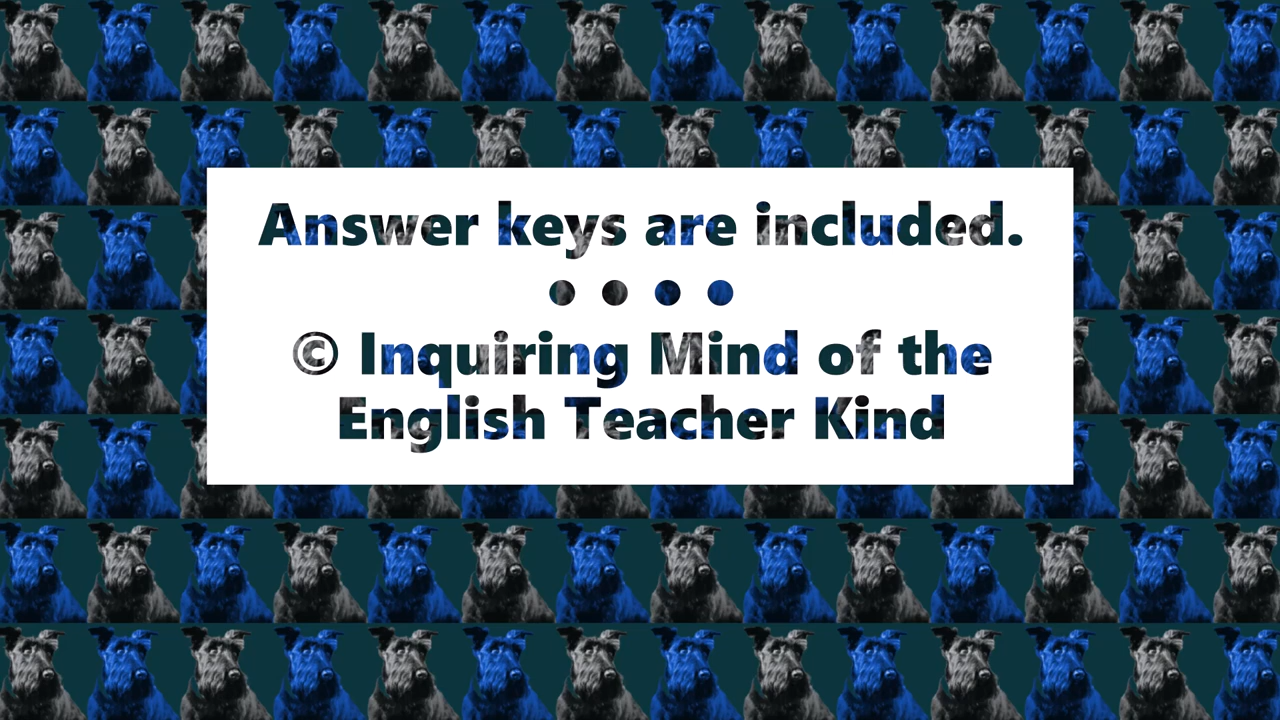 Answer keys are included.
• • • •
© Inquiring Mind of the
English Teacher Kind